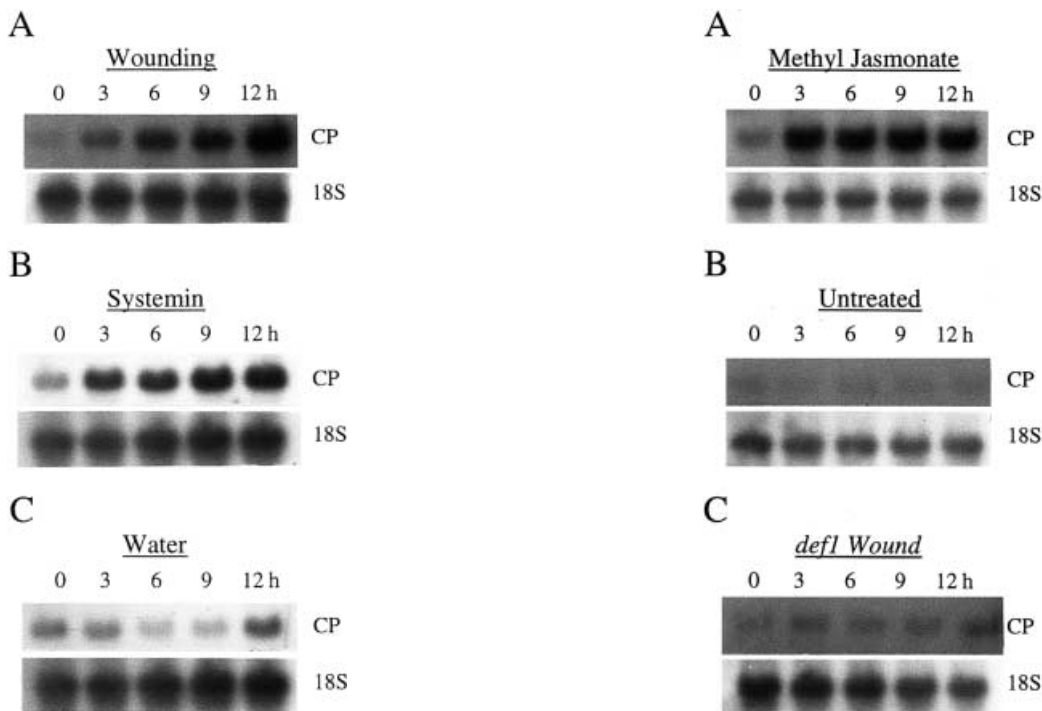 A
Wounding
0 3 6 9 12 h
CP
18S
B
Systemin
0 3 6 9 12 h
CP
18S
C
Water
0 3 6 9 12 h
CP
18S
A
Methyl Jasmonate
0 3 6 9 12 h
CP
18S
B
Untreated
0 3 6 9 12 h
CP
18S
C
def1 Wound
0 3 6 9 12 h
CP
18S